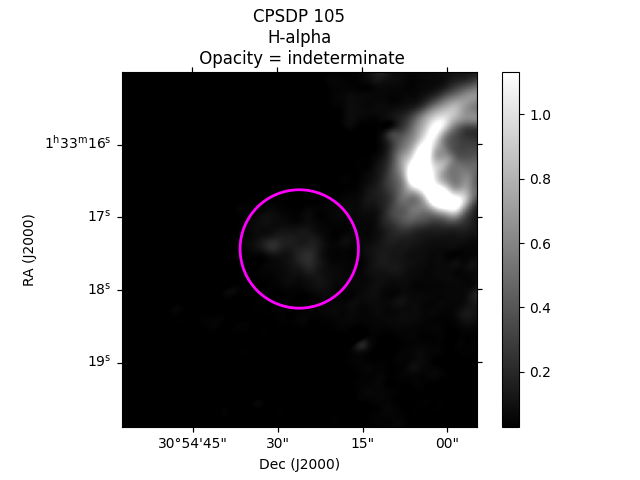 CPSDP 105
H-alpha
Opacity = indeterminate
1ʰ33ᵐ16ˢ
17ˢ
18ˢ
19ˢ
RA (J2000)
30°54'45" 30" 15" 00"
Dec (J2000)
1.0
0.8
0.6
0.4
0.2